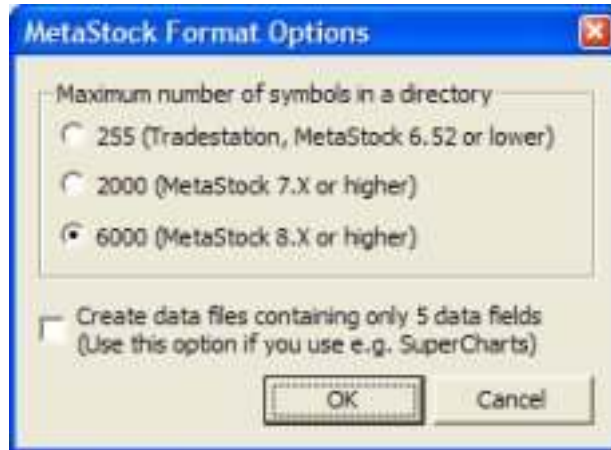 MetaStock Format Options
Maximum number of symbols in a directory
255 (Tradestation, MetaStock 6.52 or lower)
2000 (MetaStock 7.X or higher)
6000 (MetaStock 8.X or higher)
Create data files containing only 5 data fields
(Use this option if you use e.g. SuperCharts)
OK Cancel